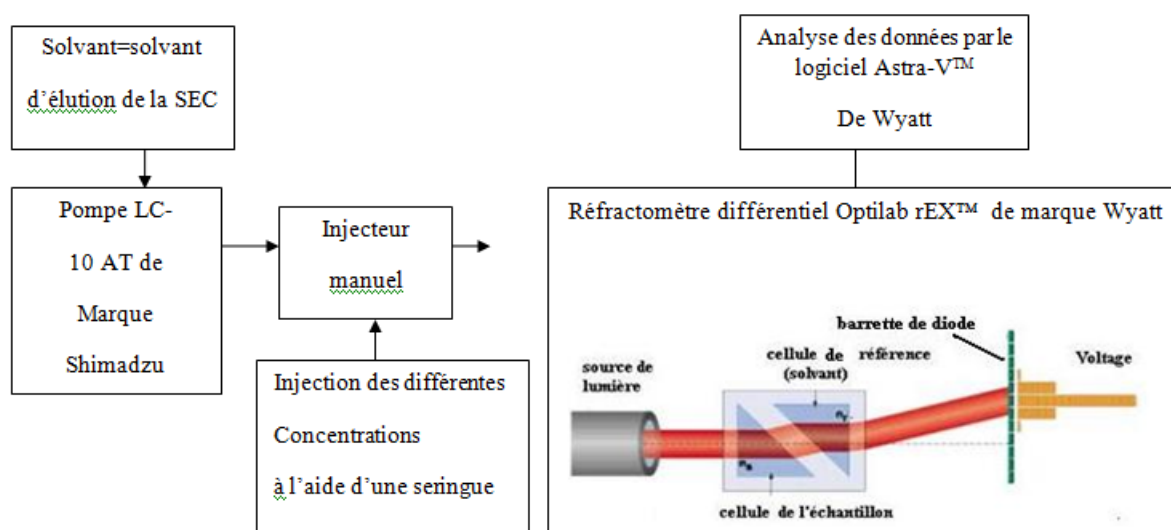 Solvant=solvant
d’élution de la SEC
Pompe LC-
10 AT de
Marque
Shimadzu
Injecteur
manuel
Injection des différentes
Concentrations
à l’aide d’une seringue
Analyse des données par le
logiciel Astra-V™
De Wyatt
Réfractomètre différentiel Optilab rEX™ de marque Wyatt
barrette de diode
cellule de référence
(solvant)
source de
lumière
Voltage
cellule de l'échantillon